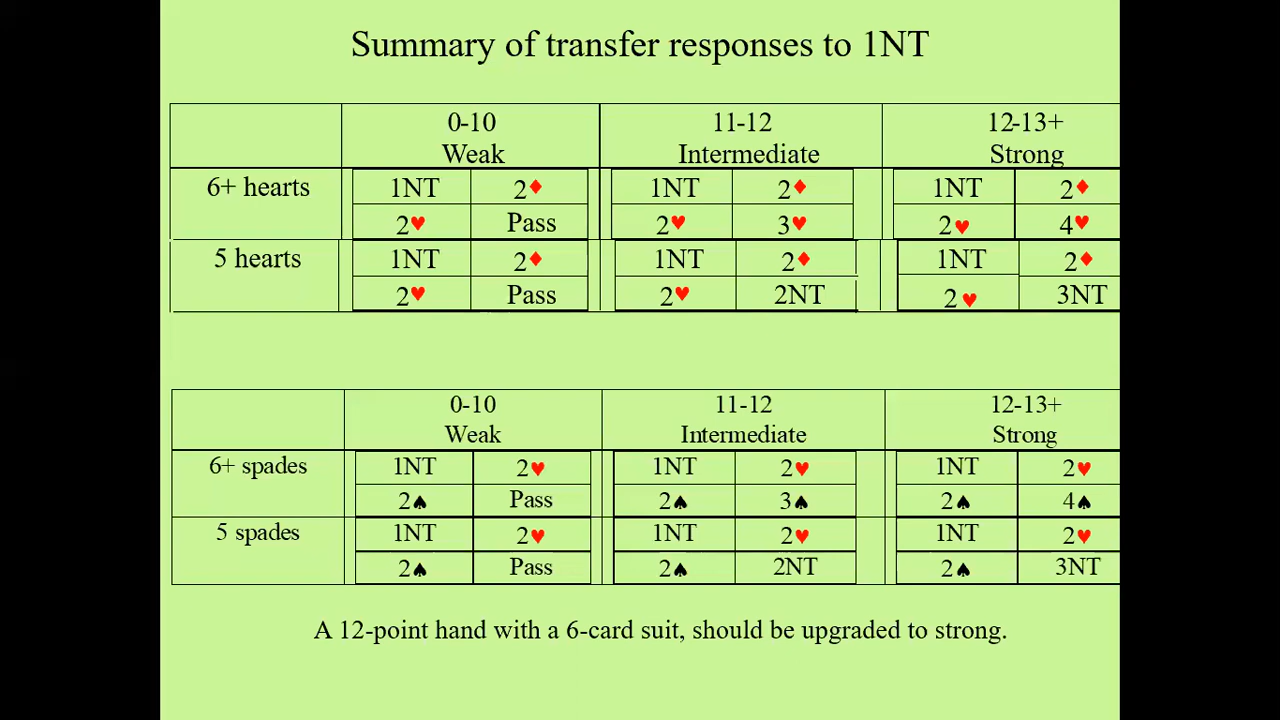 Summary of transfer responses to 1NT
0-10 11-12 12-13+
Weak Intermediate Strong
6+ hearts 1NT 2♦ 1NT 2♦ 1NT 2♦
2♥ Pass 2♥ 3♥ 2♥ 4♥
5 hearts 1NT 2♦ 1NT 2♦ 1NT 2♦
2♥ Pass 2♥ 2NT 2♥ 3NT
0-10 11-12 12-13+
Weak Intermediate Strong
6+ spades 1NT 2♥ 1NT 2♥ 1NT 2♥
2♠ Pass 2♠ 3♠ 2♠ 4♠
5 spades 1NT 2♥ 1NT 2♥ 1NT 2♥
2♠ Pass 2♠ 2NT 2♠ 3NT
A 12-point hand with a 6-card suit, should be upgraded to strong.